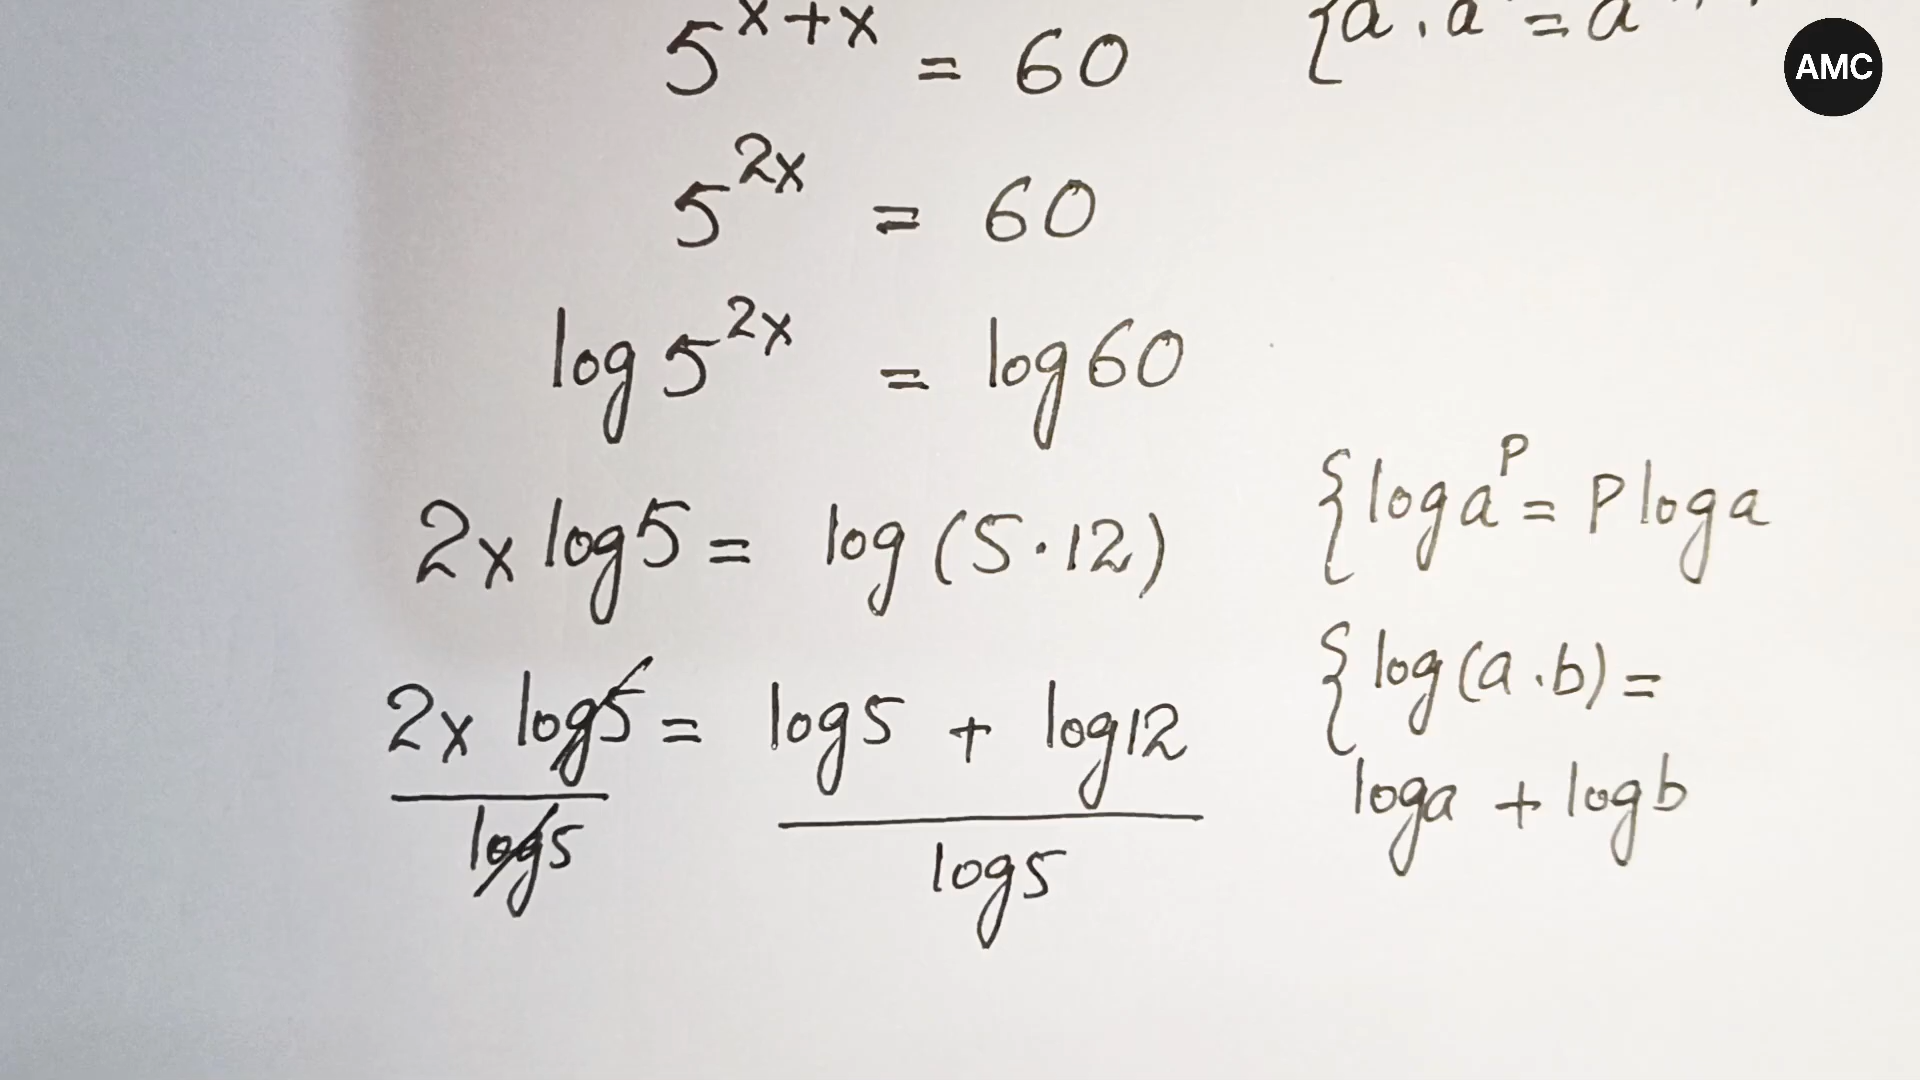 5^{x+x} = 60
{a . a = a
AMC
5^{2x} = 60
log 5^{2x} = log 60
2x log 5 = log (5·12)
{log a^P = P log a
2x log 5 = log 5 + log 12
log 5
log 5
{log (a . b) =
log a + log b